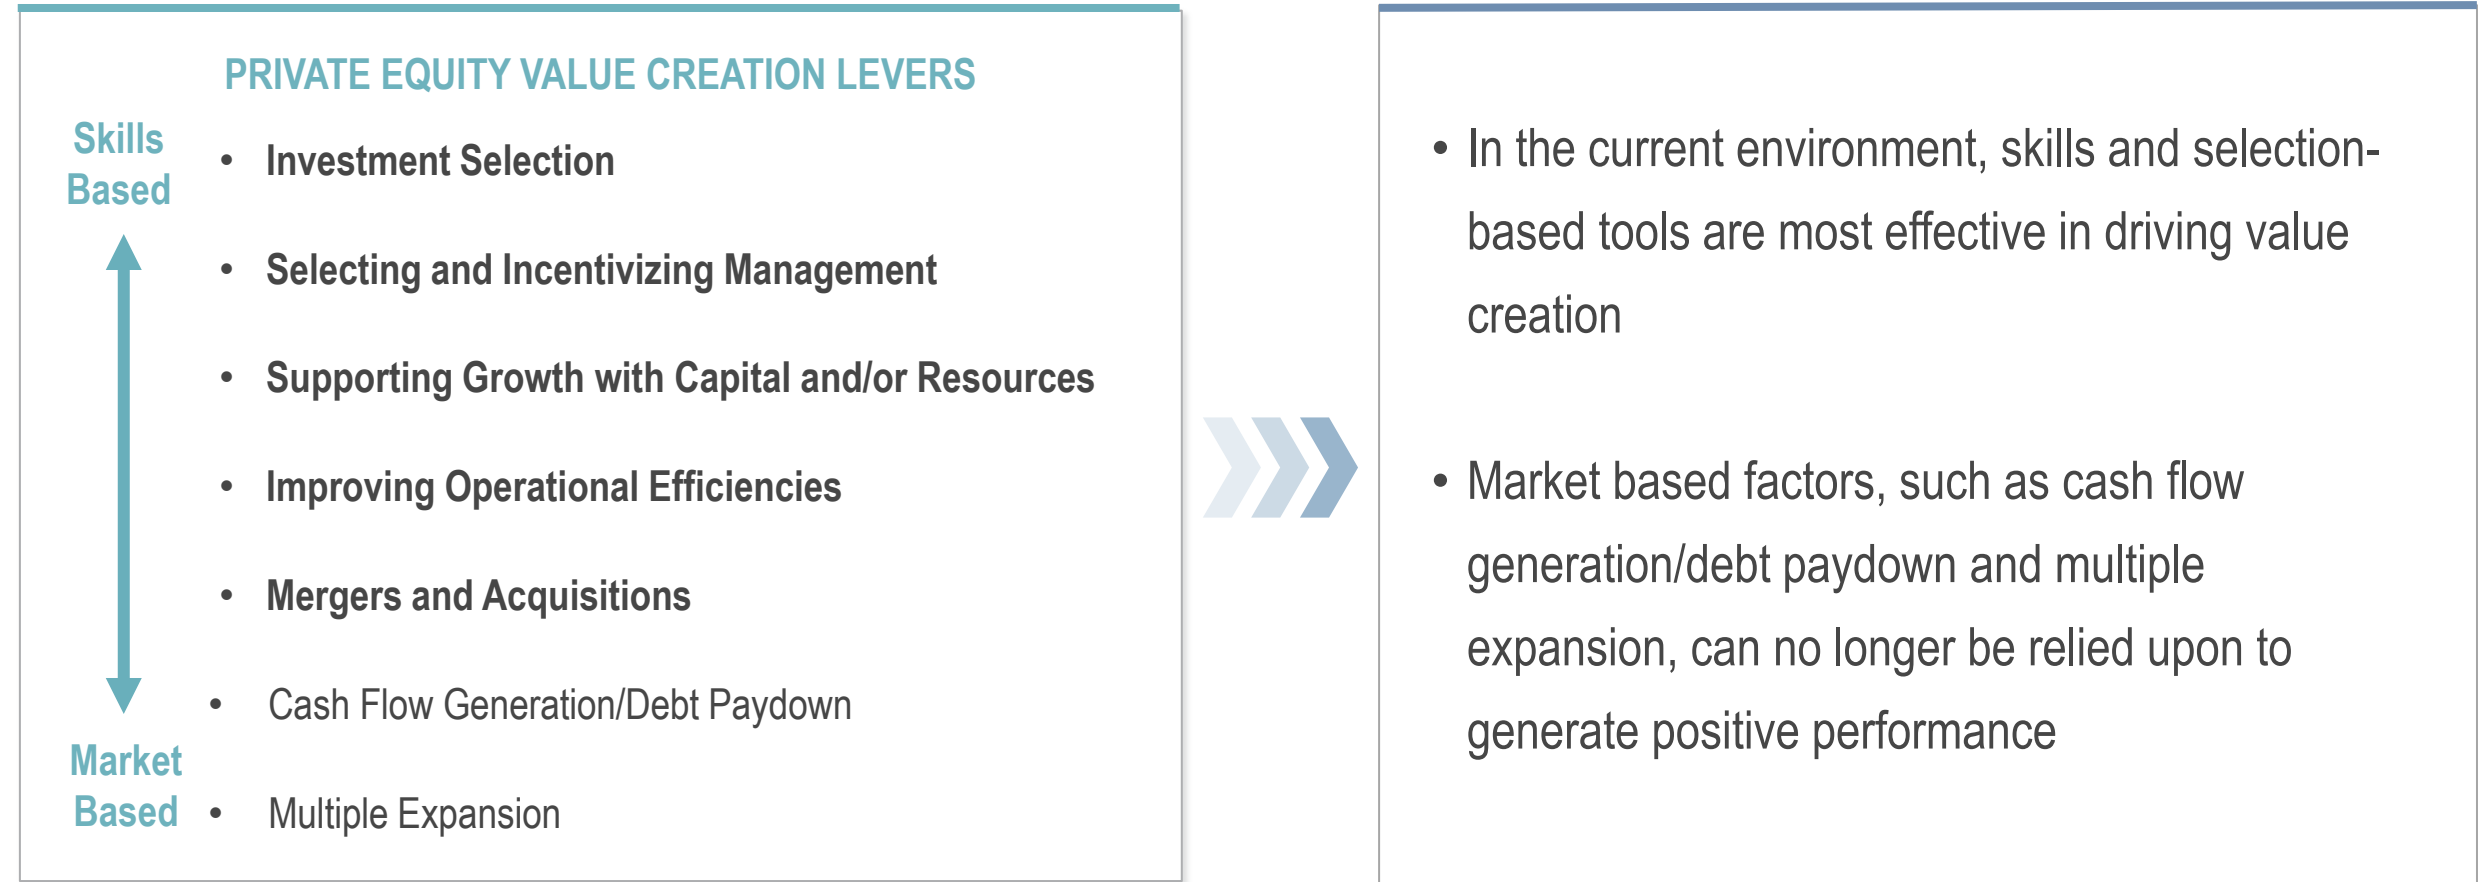 PRIVATE EQUITY VALUE CREATION LEVERS
Skills
Based
• Investment Selection
• Selecting and Incentivizing Management
• Supporting Growth with Capital and/or Resources
• Improving Operational Efficiencies
• Mergers and Acquisitions
• Cash Flow Generation/Debt Paydown
Market
Based
• Multiple Expansion
• In the current environment, skills and selection-
based tools are most effective in driving value
creation
• Market based factors, such as cash flow
generation/debt paydown and multiple
expansion, can no longer be relied upon to
generate positive performance